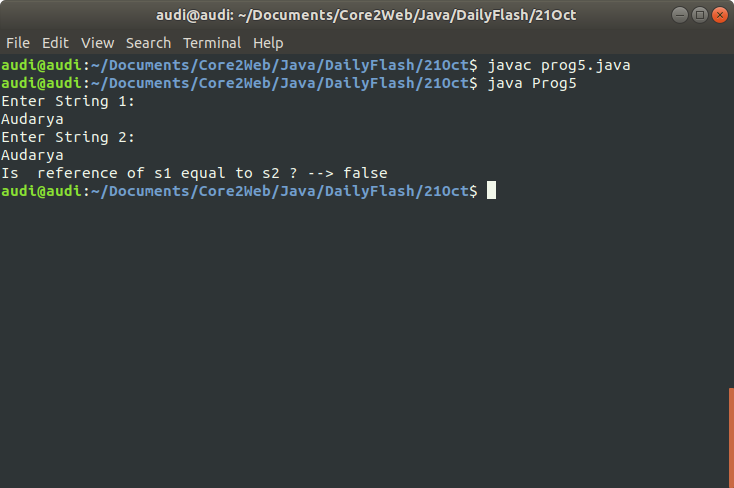 audi@audi: ~/Documents/Core2Web/Java/DailyFlash/21Oct
File Edit View Search Terminal Help
audi@audi:~/Documents/Core2Web/Java/DailyFlash/21Oct$ javac prog5.java
audi@audi:~/Documents/Core2Web/Java/DailyFlash/21Oct$ java Prog5
Enter String 1:
Audarya
Enter String 2:
Audarya
Is  reference of s1 equal to s2 ? --> false
audi@audi:~/Documents/Core2Web/Java/DailyFlash/21Oct$